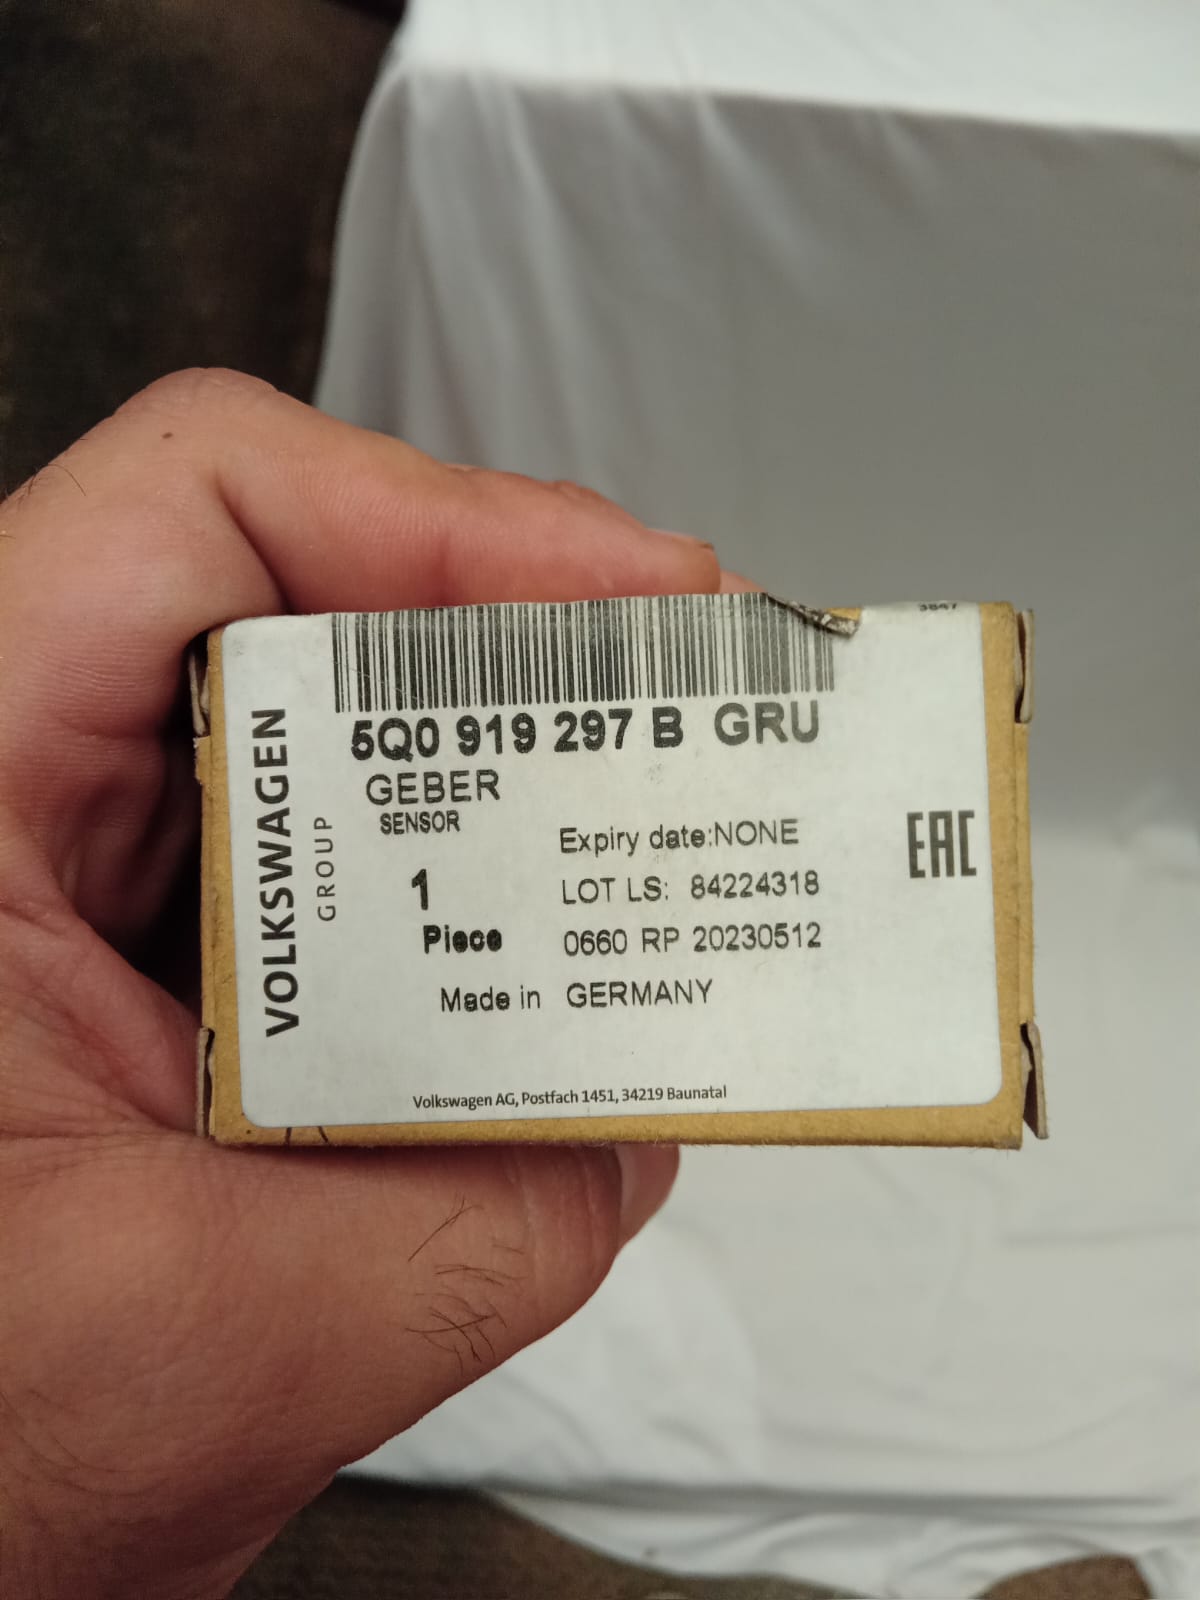 3847
5Q0 919 297 B GRU
GEBER
SENSOR
Expiry date:NONE
1
LOT LS: 84224318
Piece
0660 RP 20230512
Made in GERMANY
EAC
VOLKSWAGEN
GROUP
Volkswagen AG, Postfach 1451, 34219 Baunatal